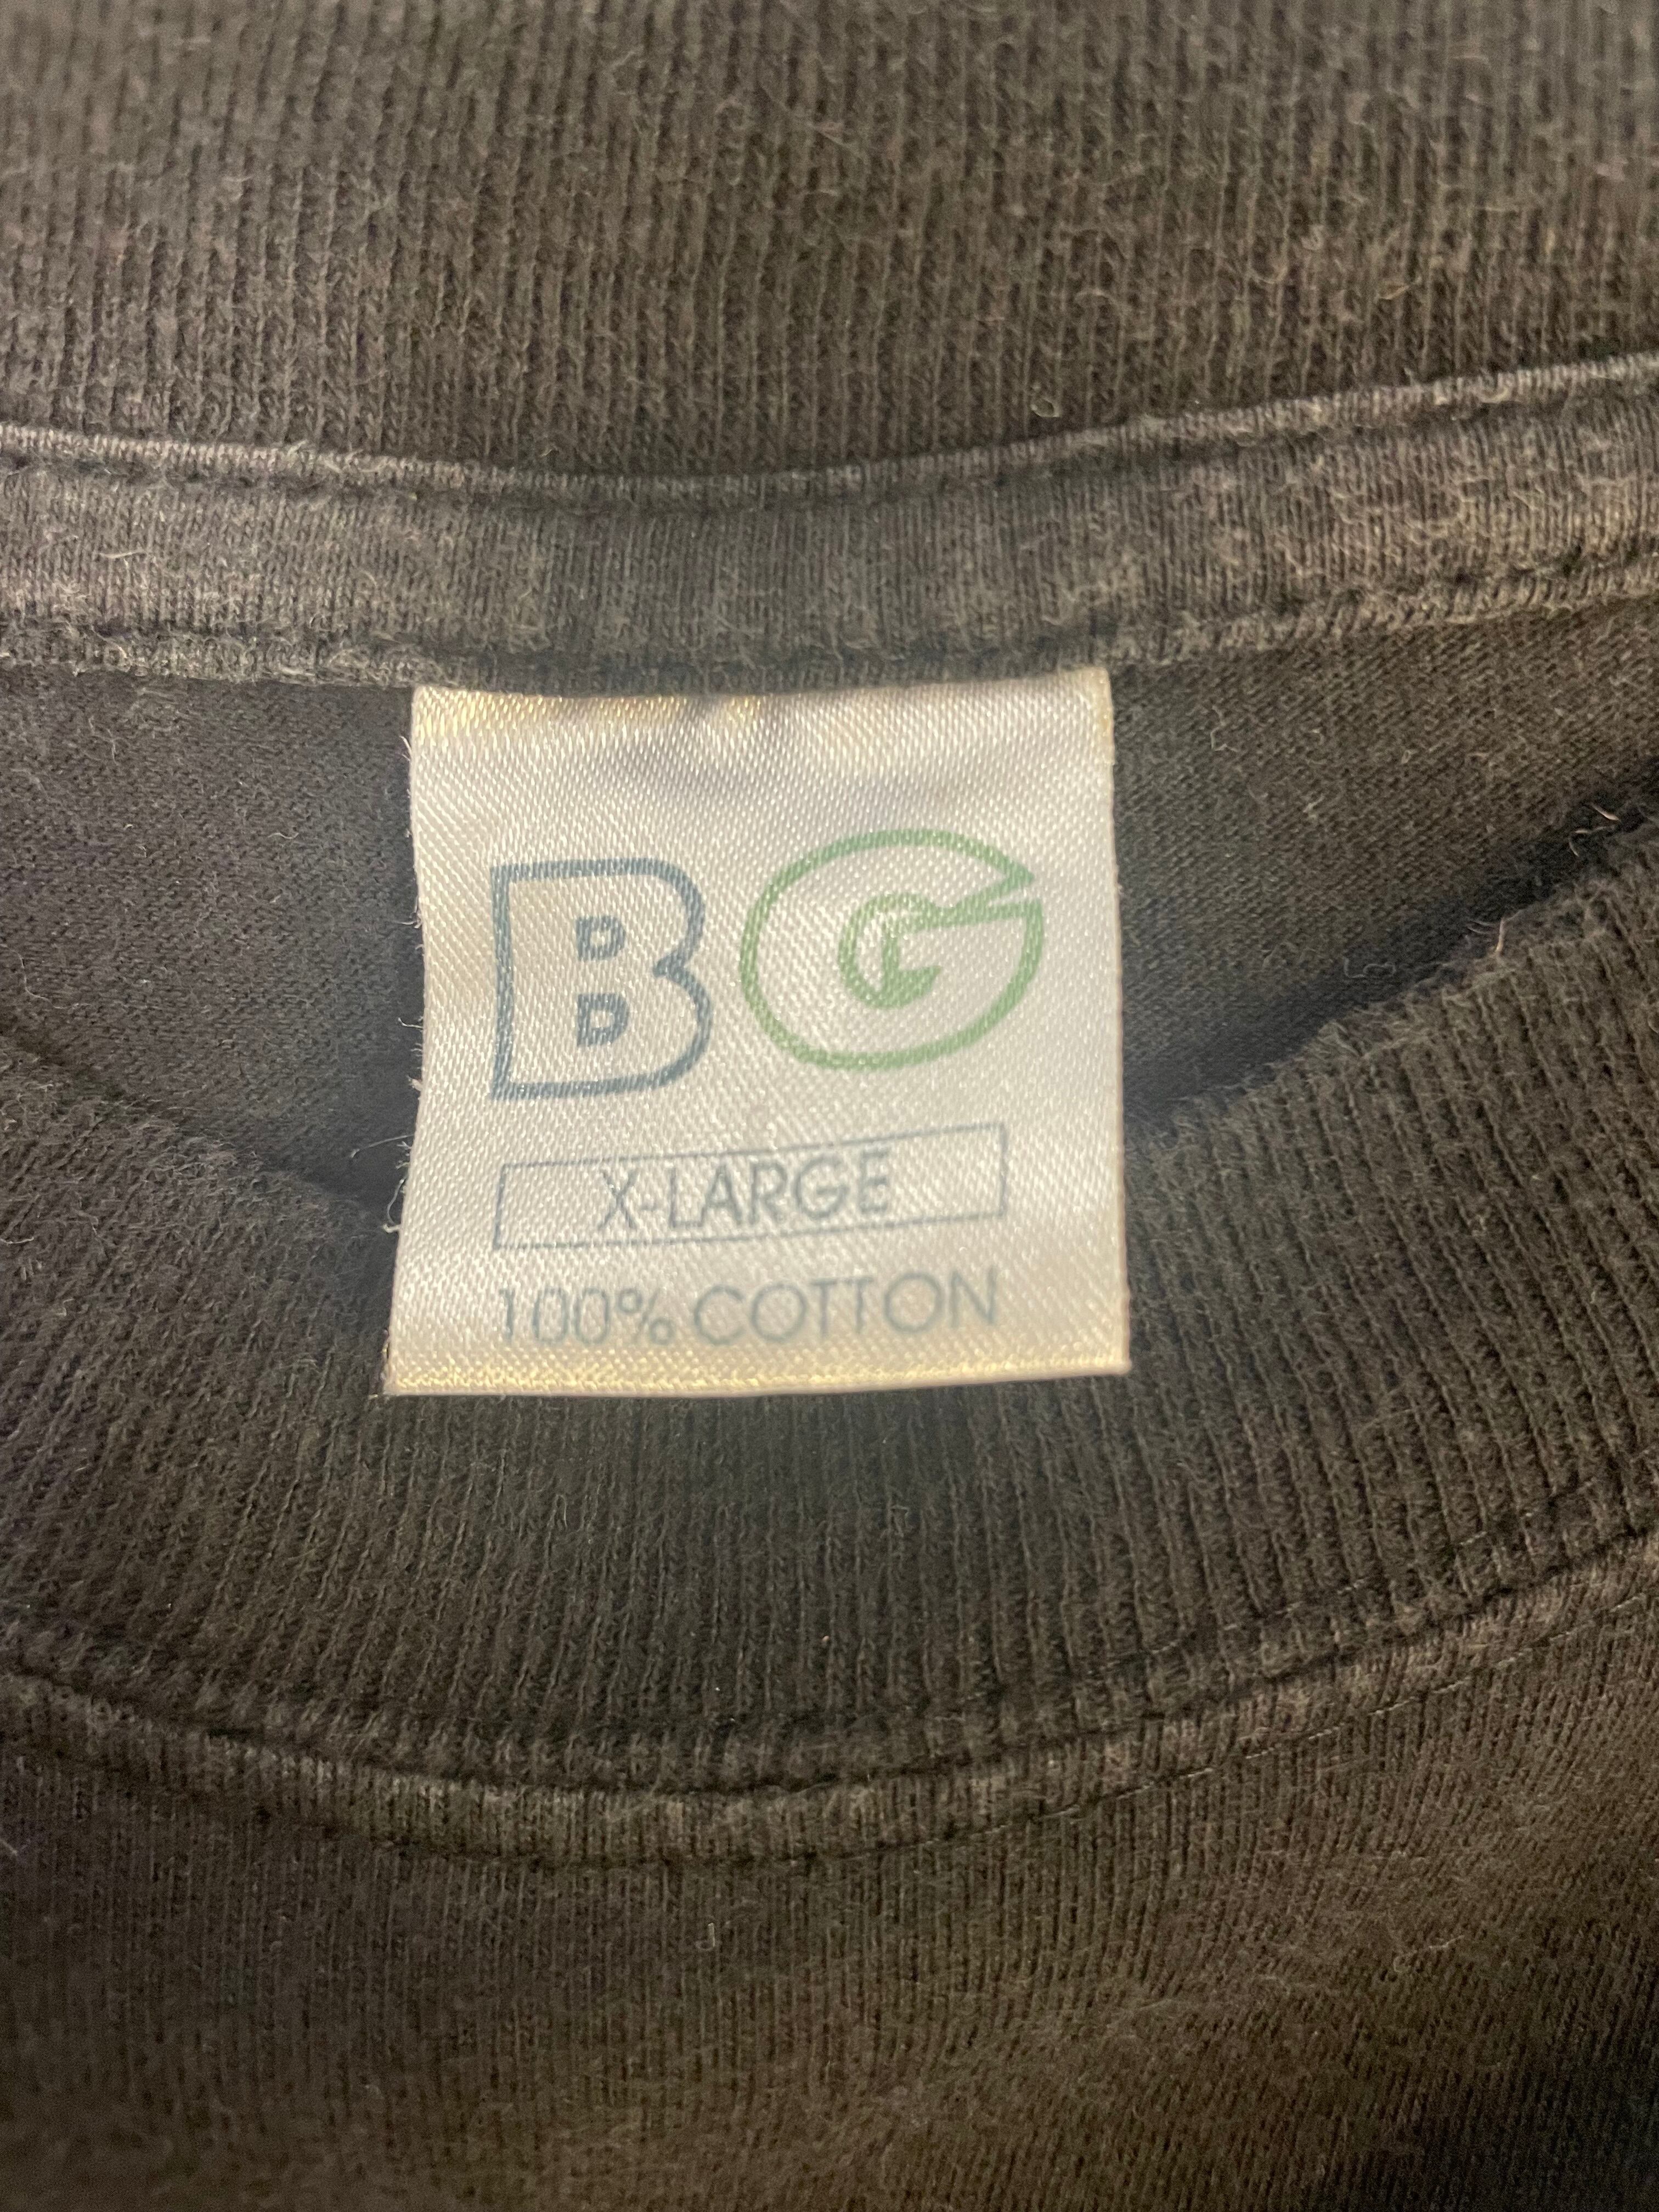 BG
X-LARGE
100% COTTON